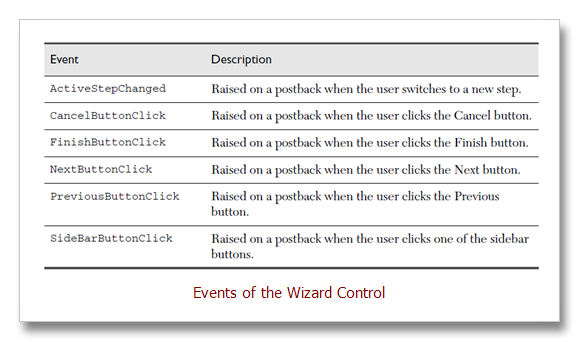 Event Description
ActiveStepChanged Raised on a postback when the user switches to a new step.
CancelButtonClick Raised on a postback when the user clicks the Cancel button.
FinishButtonClick Raised on a postback when the user clicks the Finish button.
NextButtonClick Raised on a postback when the user clicks the Next button.
PreviousButtonClick Raised on a postback when the user clicks the Previous
button.
SideBarButtonClick Raised on a postback when the user clicks one of the sidebar
buttons.
Events of the Wizard Control